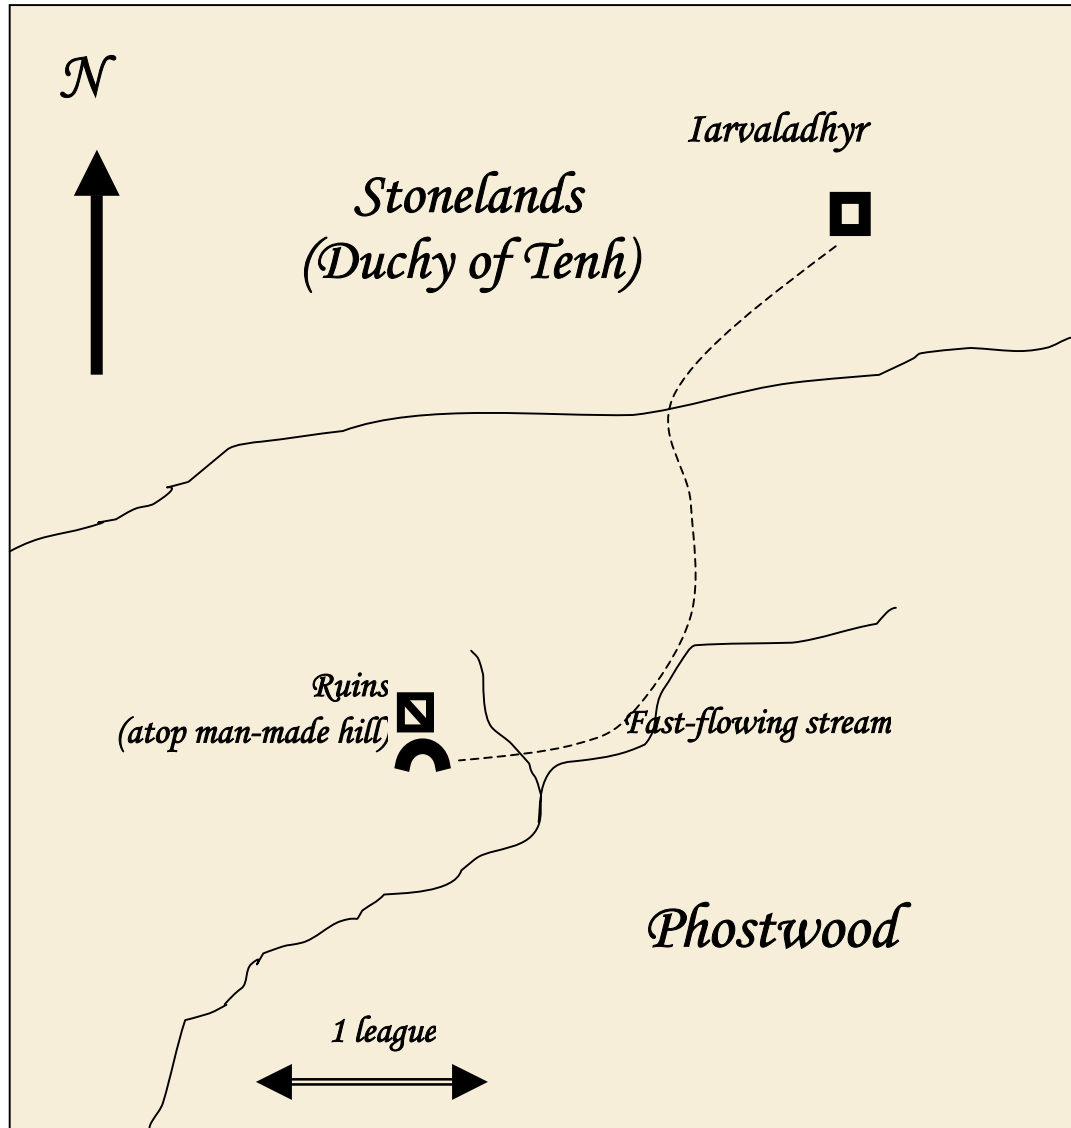 N
Iarvaladhyr
Stonelands
(Duchy of Tenh)
Ruins
(atop man-made hill)
Fast-flowing stream
Phostwood
1 league